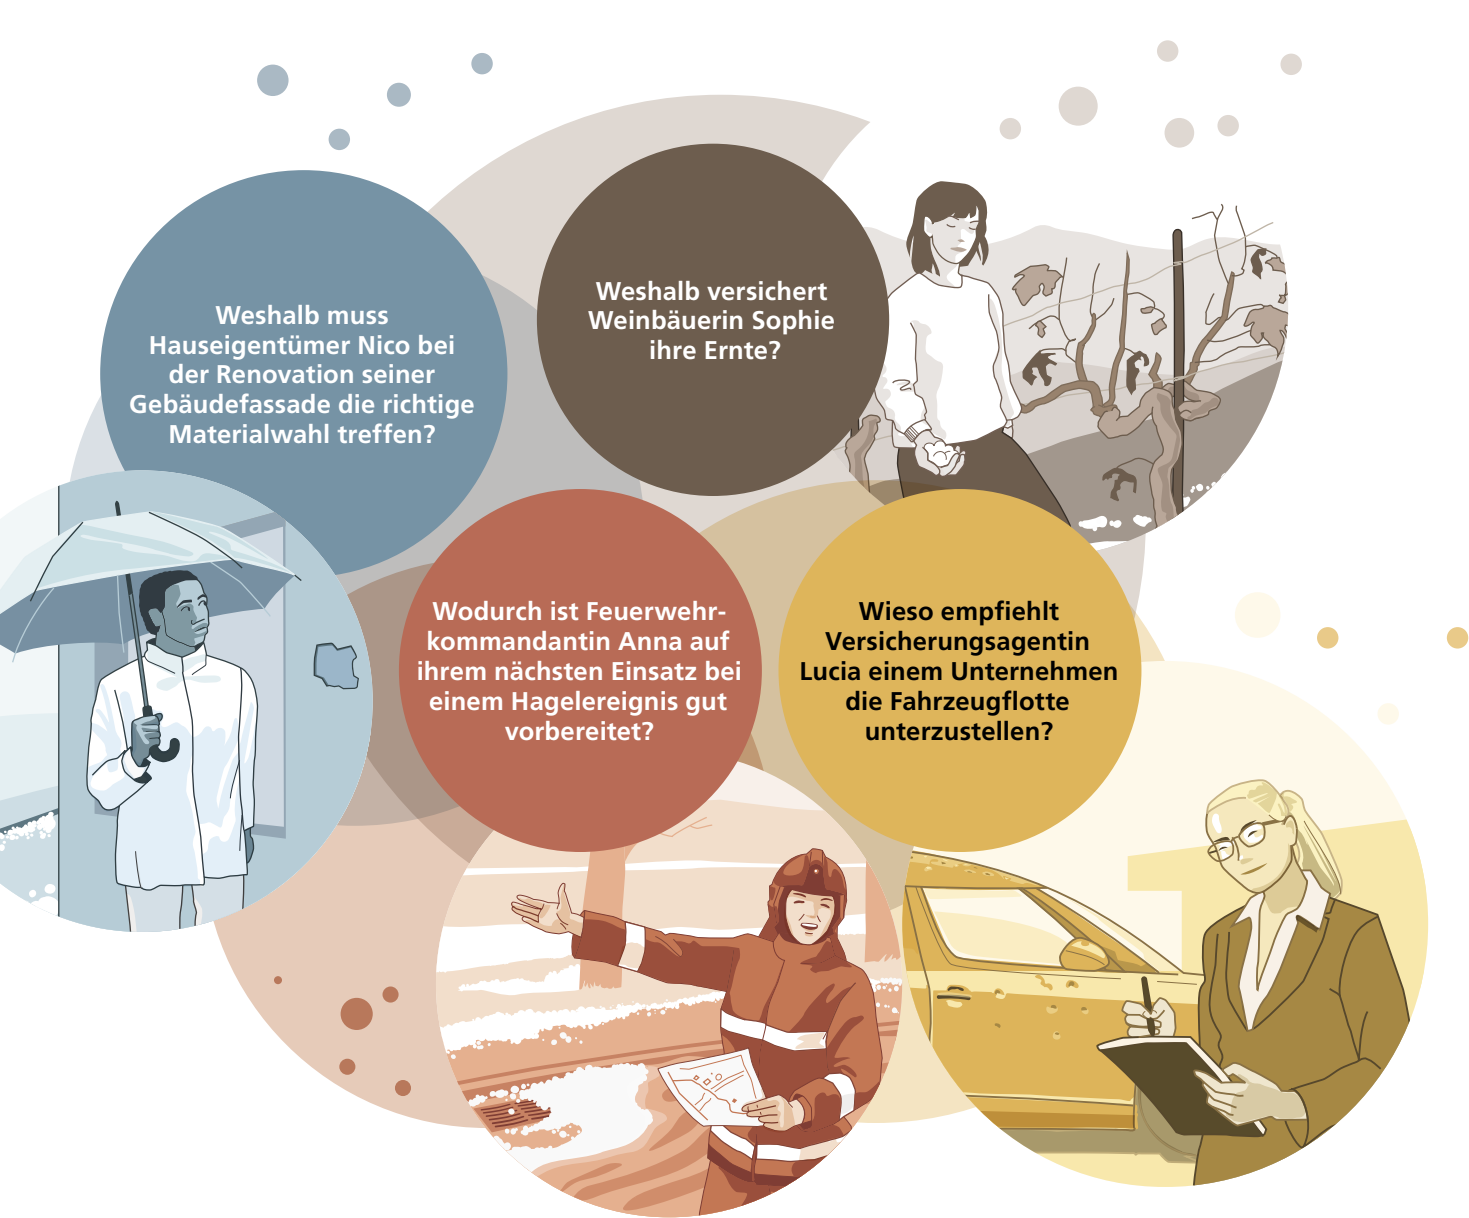 Weshalb muss
Hauseigentümer Nico bei
der Renovation seiner
Gebäudefassade die richtige
Materialwahl treffen?
Weshalb versichert
Weinbäuerin Sophie
ihre Ernte?
Wodurch ist Feuerwehr-
kommandantin Anna auf
ihrem nächsten Einsatz bei
einem Hagelereignis gut
vorbereitet?
Wieso empfiehlt
Versicherungsagentin
Lucia einem Unternehmen
die Fahrzeugflotte
unterzustellen?